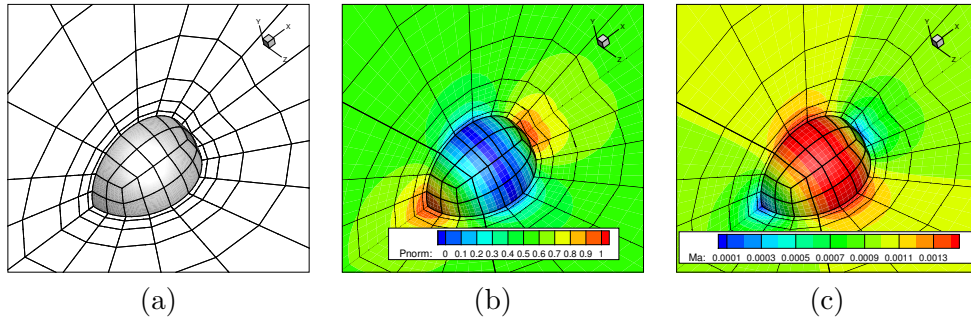 Y X Z
Y X Z
Y X Z
Pnorm: 0 0.1 0.2 0.3 0.4 0.5 0.6 0.7 0.8 0.9 1
Ma: 0.0001 0.0003 0.0005 0.0007 0.0009 0.0011 0.0013
(a) (b) (c)